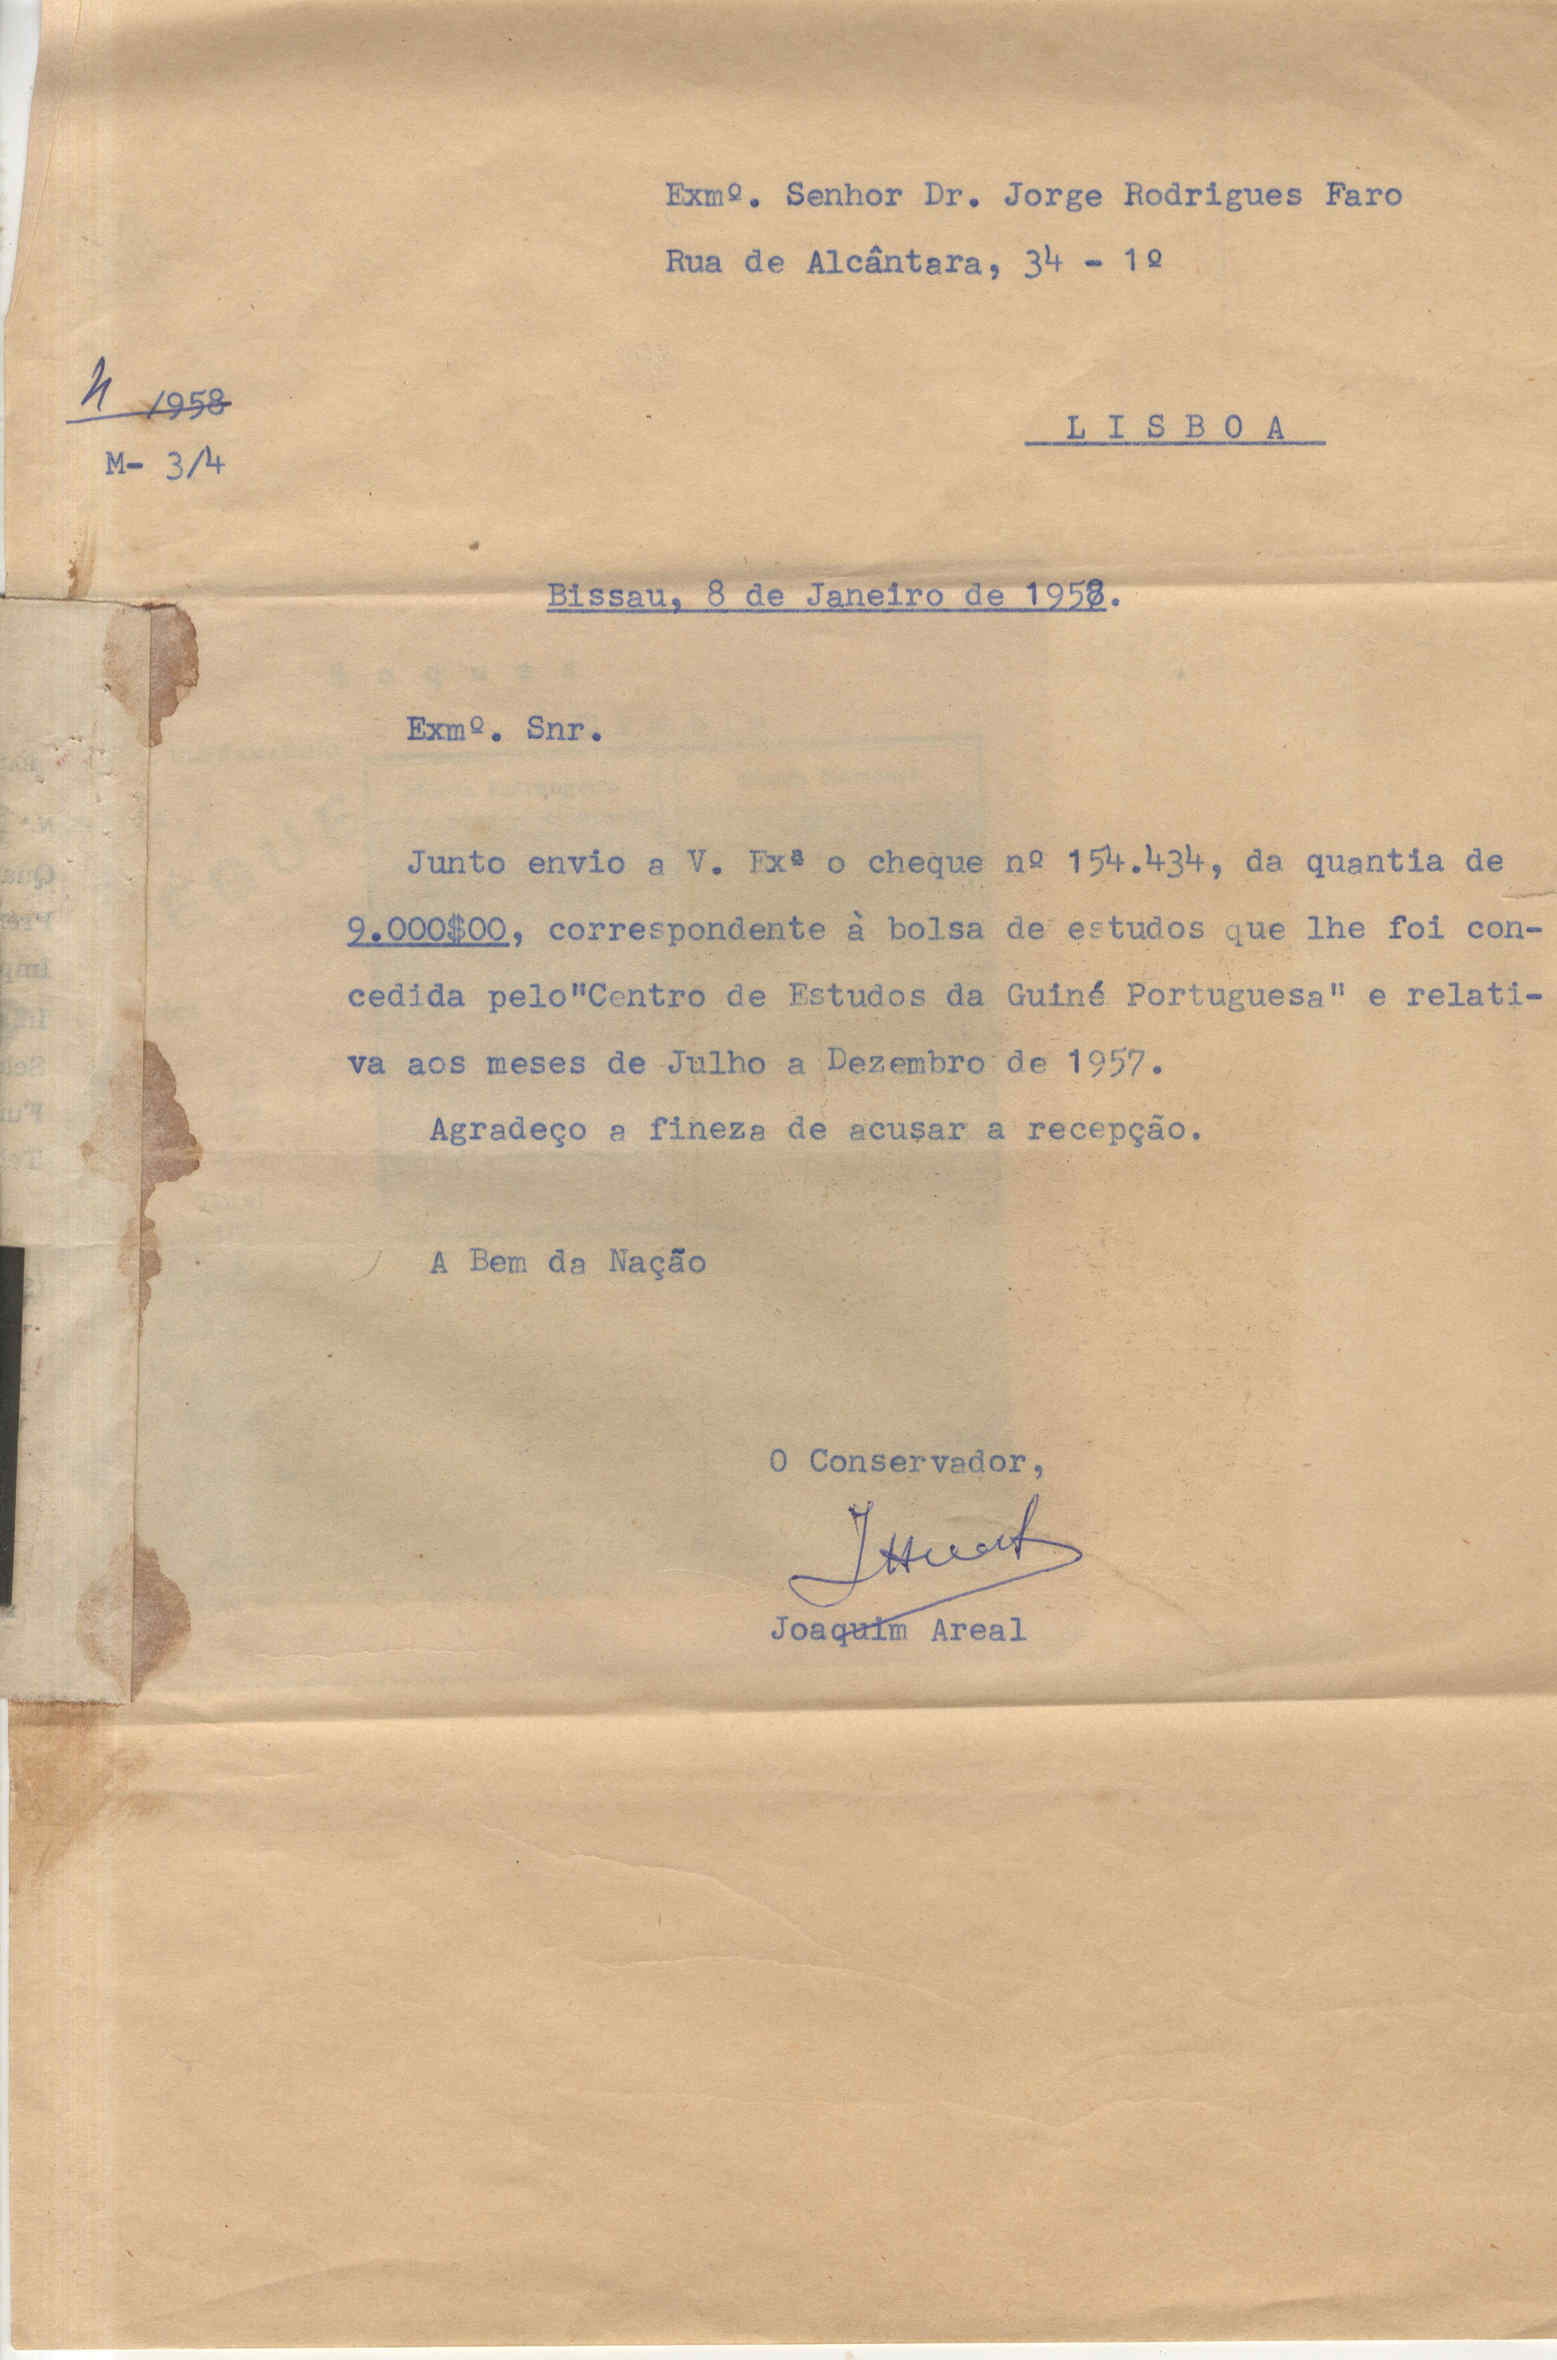 Exmº. Senhor Dr. Jorge Rodrigues Faro
Rua de Alcântara, 34 - 1º
/1958
M- 3/4
L I S B O A
Bissau, 8 de Janeiro de 1958.
Exmº. Snr.
Junto envio a V. Exª o cheque nº 154.434, da quantia de
9.000$00, correspondente à bolsa de estudos que lhe foi con-
cedida pelo"Centro de Estudos da Guiné Portuguesa" e relati-
va aos meses de Julho a Dezembro de 1957.
Agradeço a fineza de acusar a recepção.
A Bem da Nação
O Conservador,
Joaquim Areal